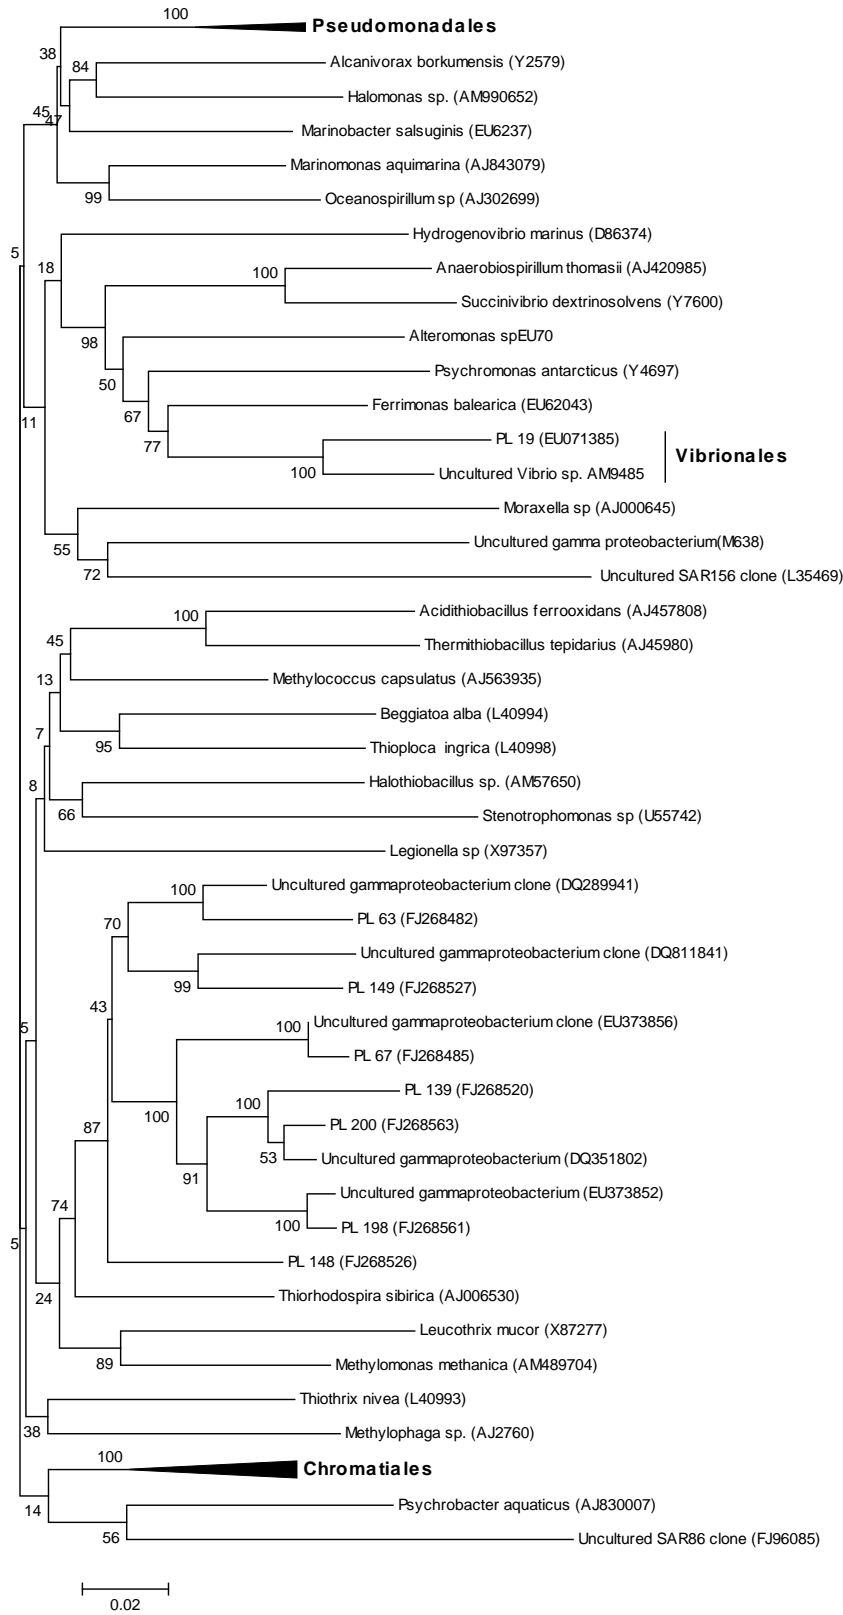 100
Pseudomonadales
38
84
Alcanivorax borkumensis (Y2579)
Halomonas sp. (AM990652)
45
47
Marinobacter salsuginis (EU6237)
Marinomonas aquimarina (AJ843079)
99
Oceanospirillum sp (AJ302699)
Hydrogenovibrio marinus (D86374)
5
18
100
Anaerobiospirillum thomasii (AJ420985)
Succinivibrio dextrinosolvens (Y7600)
98
Alteromonas spEU70
50
Psychromonas antarcticus (Y4697)
67
Ferrimonas balearica (EU62043)
11
77
PL 19 (EU071385)
Vibrionales
100
Uncultured Vibrio sp. AM9485
Moraxella sp (AJ000645)
55
Uncultured gamma proteobacterium(M638)
72
Uncultured SAR156 clone (L35469)
100
Acidithiobacillus ferrooxidans (AJ457808)
45
Thermithiobacillus tepidarius (AJ45980)
13
Methylococcus capsulatus (AJ563935)
Beggiatoa alba (L40994)
7
95
Thioploca ingrica (L40998)
8
Halothiobacillus sp. (AM57650)
66
Stenotrophomonas sp (U55742)
Legionella sp (X97357)
100
Uncultured gammaproteobacterium clone (DQ289941)
70
PL 63 (FJ268482)
Uncultured gammaproteobacterium clone (DQ811841)
99
PL 149 (FJ268527)
43
5
100
Uncultured gammaproteobacterium clone (EU373856)
PL 67 (FJ268485)
100
100
PL 139 (FJ268520)
87
PL 200 (FJ268563)
53
Uncultured gammaproteobacterium (DQ351802)
91
Uncultured gammaproteobacterium (EU373852)
74
100
PL 198 (FJ268561)
5
PL 148 (FJ268526)
24
Thiorhodospira sibirica (AJ006530)
Leucothrix mucor (X87277)
89
Methylomonas methanica (AM489704)
Thiothrix nivea (L40993)
38
Methylophaga sp. (AJ2760)
100
Chromatiales
14
Psychrobacter aquaticus (AJ830007)
56
Uncultured SAR86 clone (FJ96085)
0.02